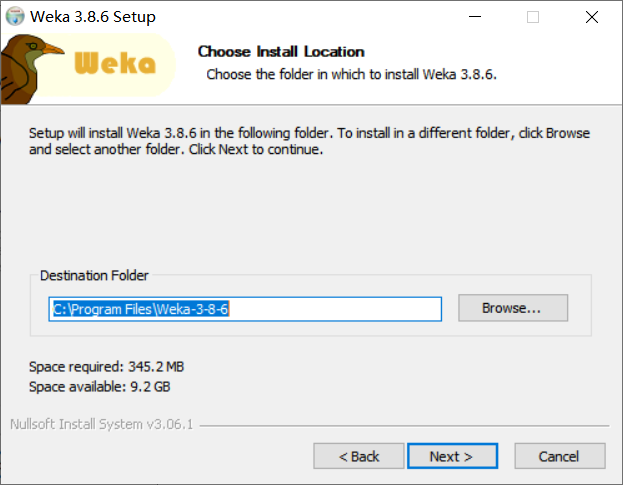 Weka 3.8.6 Setup
Weka
Choose Install Location
Choose the folder in which to install Weka 3.8.6.
Setup will install Weka 3.8.6 in the following folder. To install in a different folder, click Browse
and select another folder. Click Next to continue.
Destination Folder
C:\Program Files\Weka-3-8-6
Browse...
Space required: 345.2 MB
Space available: 9.2 GB
Nullsoft Install System v3.06.1
< Back
Next >
Cancel